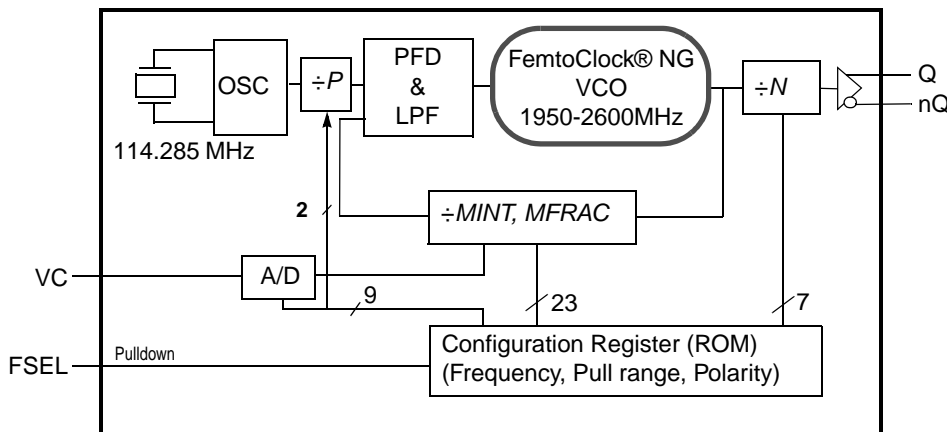 OSC
÷P
PFD
&
LPF
FemtoClock® NG
VCO
1950-2600MHz
÷N
Q
nQ
114.285 MHz
2
÷MINT, MFRAC
VC
A/D
9
23
7
FSEL
Pulldown
Configuration Register (ROM)
(Frequency, Pull range, Polarity)